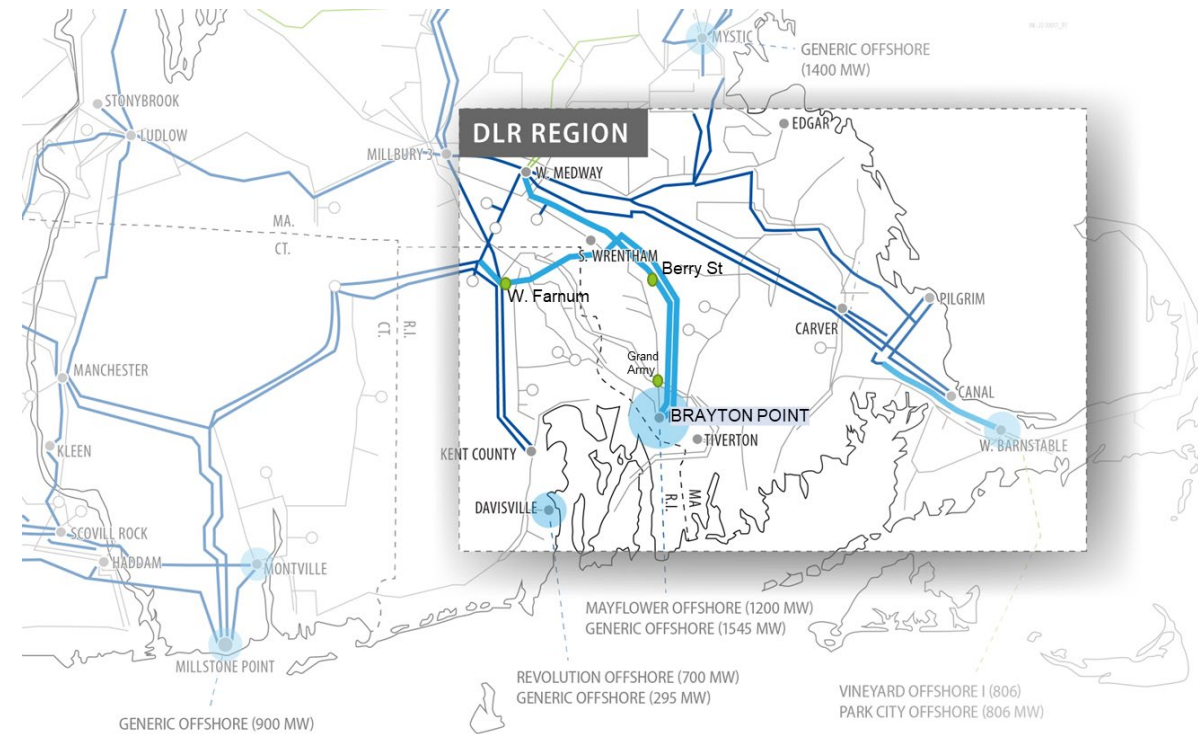 MYSTIC
GENERIC OFFSHORE
(1400 MW)
STONYBROOK
LUDLOW
DLR REGION
EDGAR
MILLBURY 3
W. MEDWAY
MA.
CT.
S. WRENTHAM
Berry St
W. Farnum
PILGRIM
CARVER
R.I.
CT.
Grand
Army
MANCHESTER
CANAL
BRAYTON POINT
TIVERTON
W. BARNSTABLE
KLEEN
KENT COUNTY
MA
R.I.
DAVISVILLE
SCOVILL ROCK
HADDAM
MONTVILLE
MAYFLOWER OFFSHORE (1200 MW)
GENERIC OFFSHORE (1545 MW)
MILLSTONE POINT
REVOLUTION OFFSHORE (700 MW)
GENERIC OFFSHORE (295 MW)
VINEYARD OFFSHORE I (806)
PARK CITY OFFSHORE (806 MW)
GENERIC OFFSHORE (900 MW)